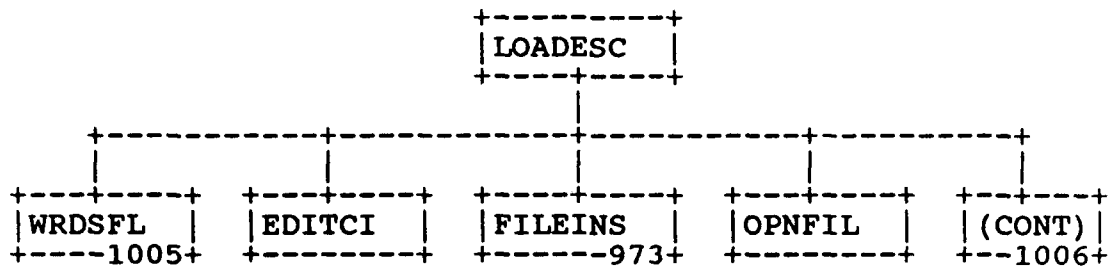 LOADESC
WRDSFL EDITCI FILEINS OPNFIL (CONT)
1005 973 1006